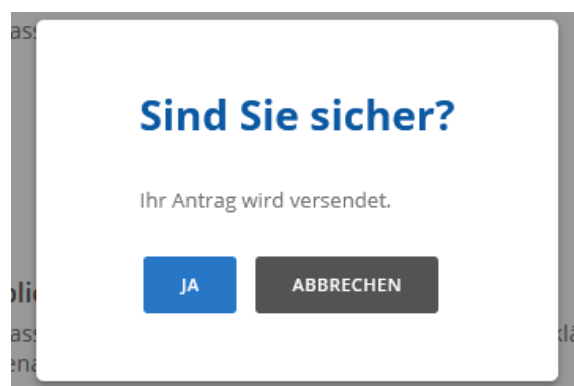 Sind Sie sicher?
Ihr Antrag wird versendet.
JA
ABBRECHEN